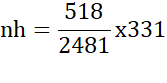 nh = 518/2481 x331